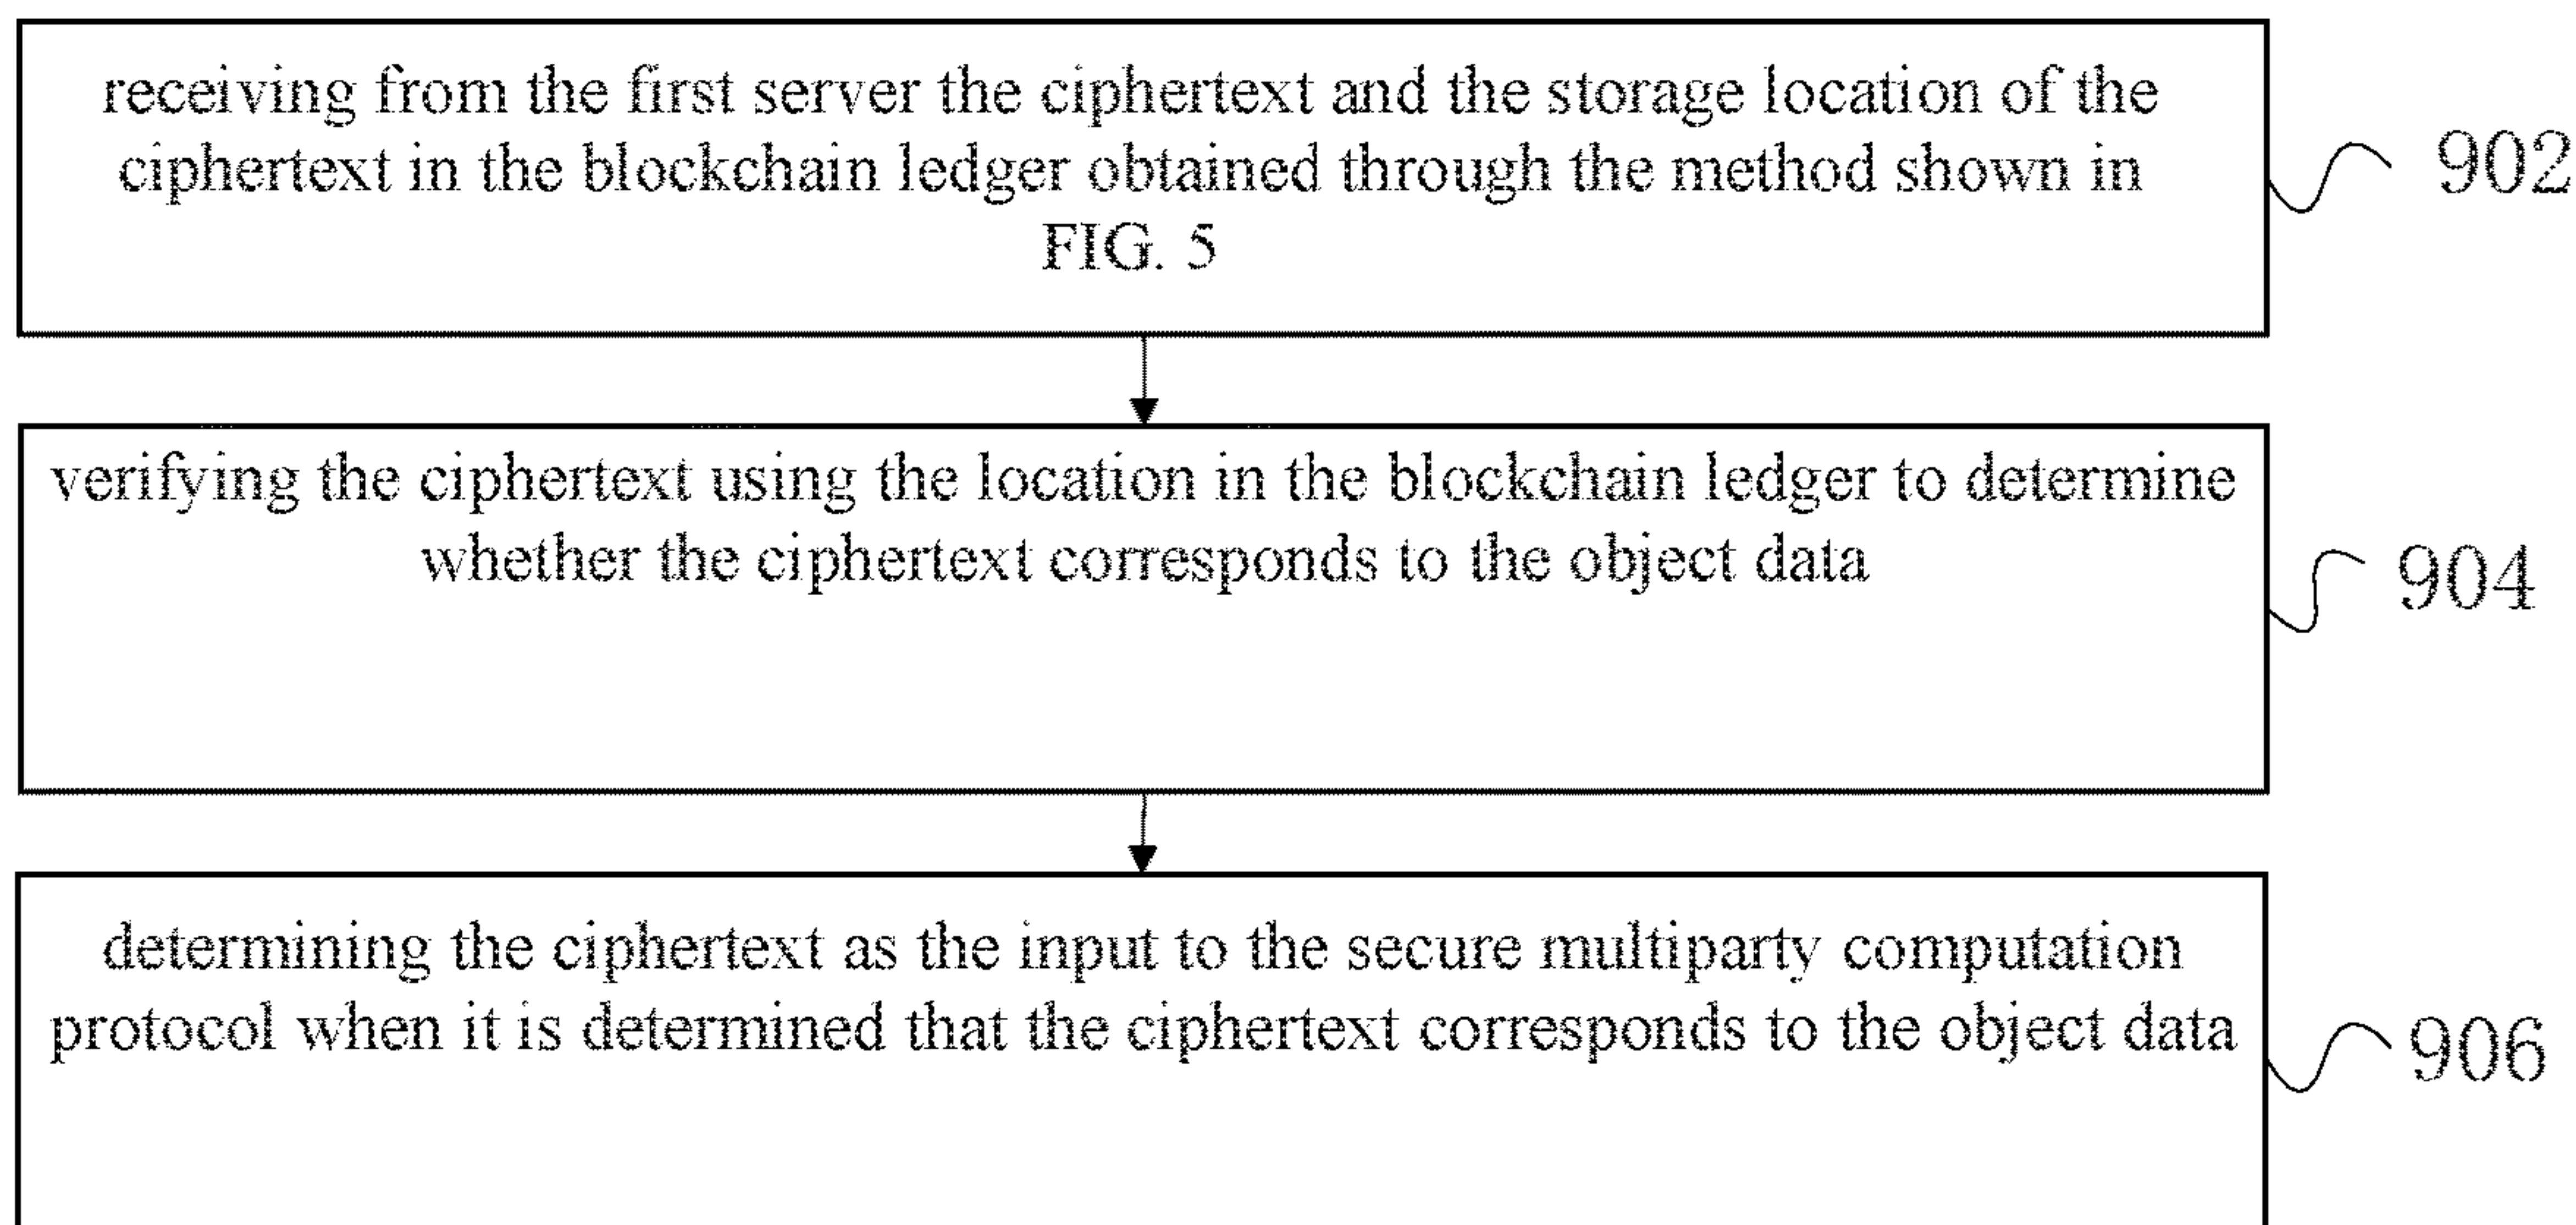 receiving from the first server the ciphertext and the storage location of the
ciphertext in the blockchain ledger obtained through the method shown in
FIG. 5
902
verifying the ciphertext using the location in the blockchain ledger to determine
whether the ciphertext corresponds to the object data
904
determining the ciphertext as the input to the secure multiparty computation
protocol when it is determined that the ciphertext corresponds to the object data
906